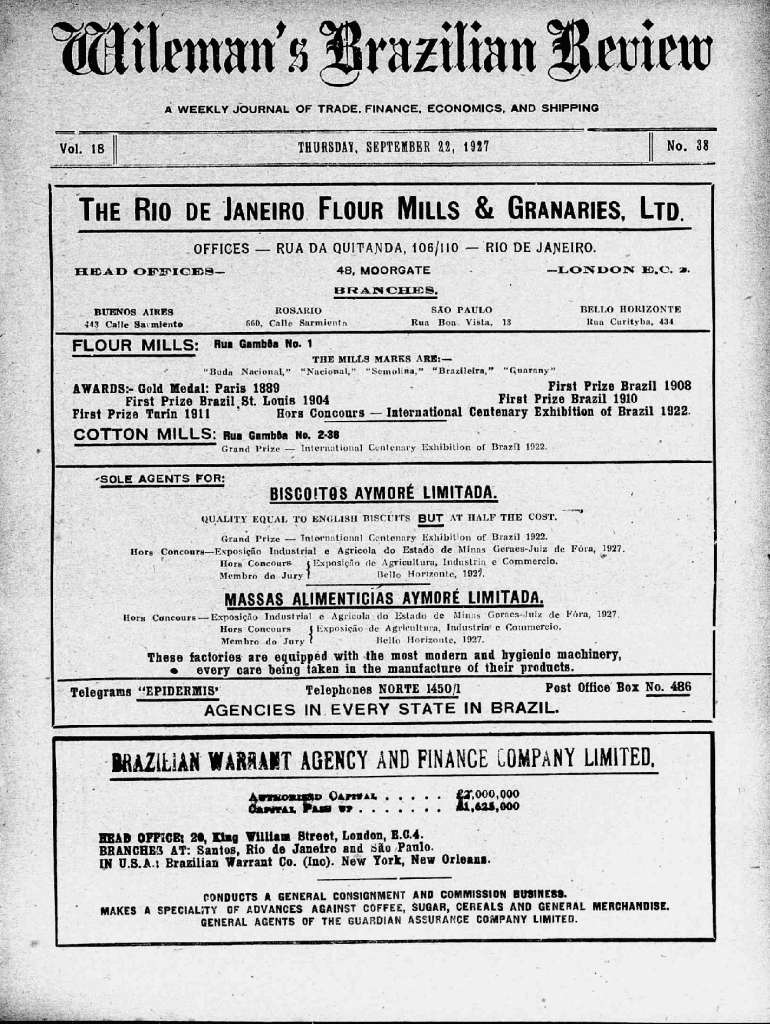 Wileman's Brazilian Review
A WEEKLY JOURNAL OF TRADE, FINANCE, ECONOMICS, AND SHIPPING
Vol. 18 THURSDAY, SEPTEMBER 22, 1927 No. 38
THE RIO DE JANEIRO FLOUR MILLS & GRANARIES, LTD.
OFFICES — RUA DA QUITANDA, 106/110 — RIO DE JANEIRO.
HEAD OFFICES— 48, MOORGATE —LONDON E.C. 2.
BRANCHES.
BUENOS AIRES ROSARIO SÃO PAULO BELLO HORIZONTE
443 Calle Sarmiento 660, Calle Sarmiento Rua Boa Vista, 13 Rua Curityba, 434
FLOUR MILLS: Rua Gambôa No. 1
THE MILLS MARKS ARE:—
"Buda Nacional," "Nacional," "Semolina," "Brazileira," "Guarany"
AWARDS:- Gold Medal: Paris 1889 First Prize Brazil 1908
First Prize Brazil St. Louis 1904 First Prize Brazil 1910
First Prize Turin 1911 Hors Concours — International Centenary Exhibition of Brazil 1922.
COTTON MILLS: Rua Gambôa No. 2-36
Grand Prize — International Centenary Exhibition of Brazil 1922.
SOLE AGENTS FOR:
BISCOITOS AYMORÉ LIMITADA.
QUALITY EQUAL TO ENGLISH BISCUITS BUT AT HALF THE COST.
Grand Prize — International Centenary Exhibition of Brazil 1922.
Hors Concours—Exposição Industrial e Agricola do Estado de Minas Geraes-Juiz de Fóra, 1927.
Hors Concours { Exposição de Agricultura, Industria e Commercio.
Membro do Jury { Bello Horizonte, 1927.
MASSAS ALIMENTICIAS AYMORÉ LIMITADA.
Hors Concours—Exposição Industrial e Agricola do Estado de Minas Geraes-Juiz de Fóra, 1927.
Hors Concours { Exposição de Agricultura, Industria e Commercio.
Membro do Jury { Bello Horizonte, 1927.
These factories are equipped with the most modern and hygienic machinery,
every care being taken in the manufacture of their products.
Telegrams "EPIDERMIS" Telephones NORTE 1450/1 Post Office Box No. 486
AGENCIES IN EVERY STATE IN BRAZIL.
BRAZILIAN WARRANT AGENCY AND FINANCE COMPANY LIMITED.
AUTHORISED CAPITAL . . . . . £2,000,000
CAPITAL PAID UP . . . . . . . . £1,625,000
HEAD OFFICE: 20, King William Street, London, E.C.4.
BRANCHES AT: Santos, Rio de Janeiro and São Paulo.
IN U.S.A.: Brazilian Warrant Co. (Inc). New York, New Orleans.
CONDUCTS A GENERAL CONSIGNMENT AND COMMISSION BUSINESS.
MAKES A SPECIALITY OF ADVANCES AGAINST COFFEE, SUGAR, CEREALS AND GENERAL MERCHANDISE.
GENERAL AGENTS OF THE GUARDIAN ASSURANCE COMPANY LIMITED.